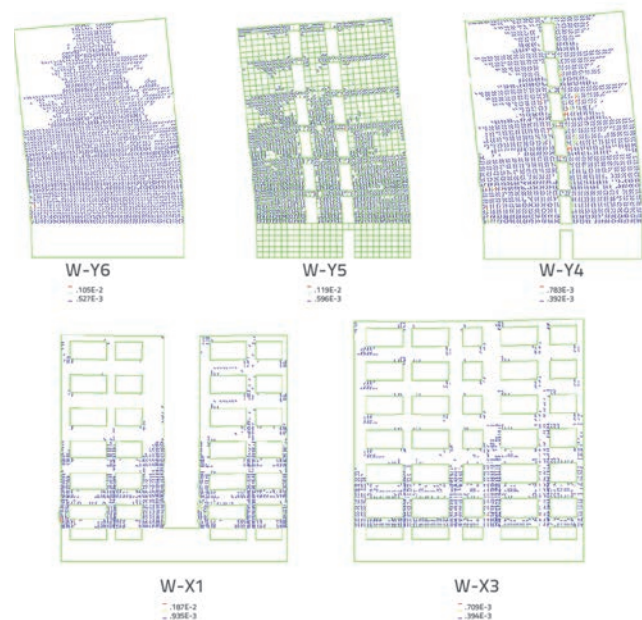 W-Y6
.105E-2
.527E-3
W-Y5
.119E-2
.596E-3
W-Y4
.783E-3
.392E-3
W-X1
.187E-2
.935E-3
W-X3
.709E-3
.394E-3